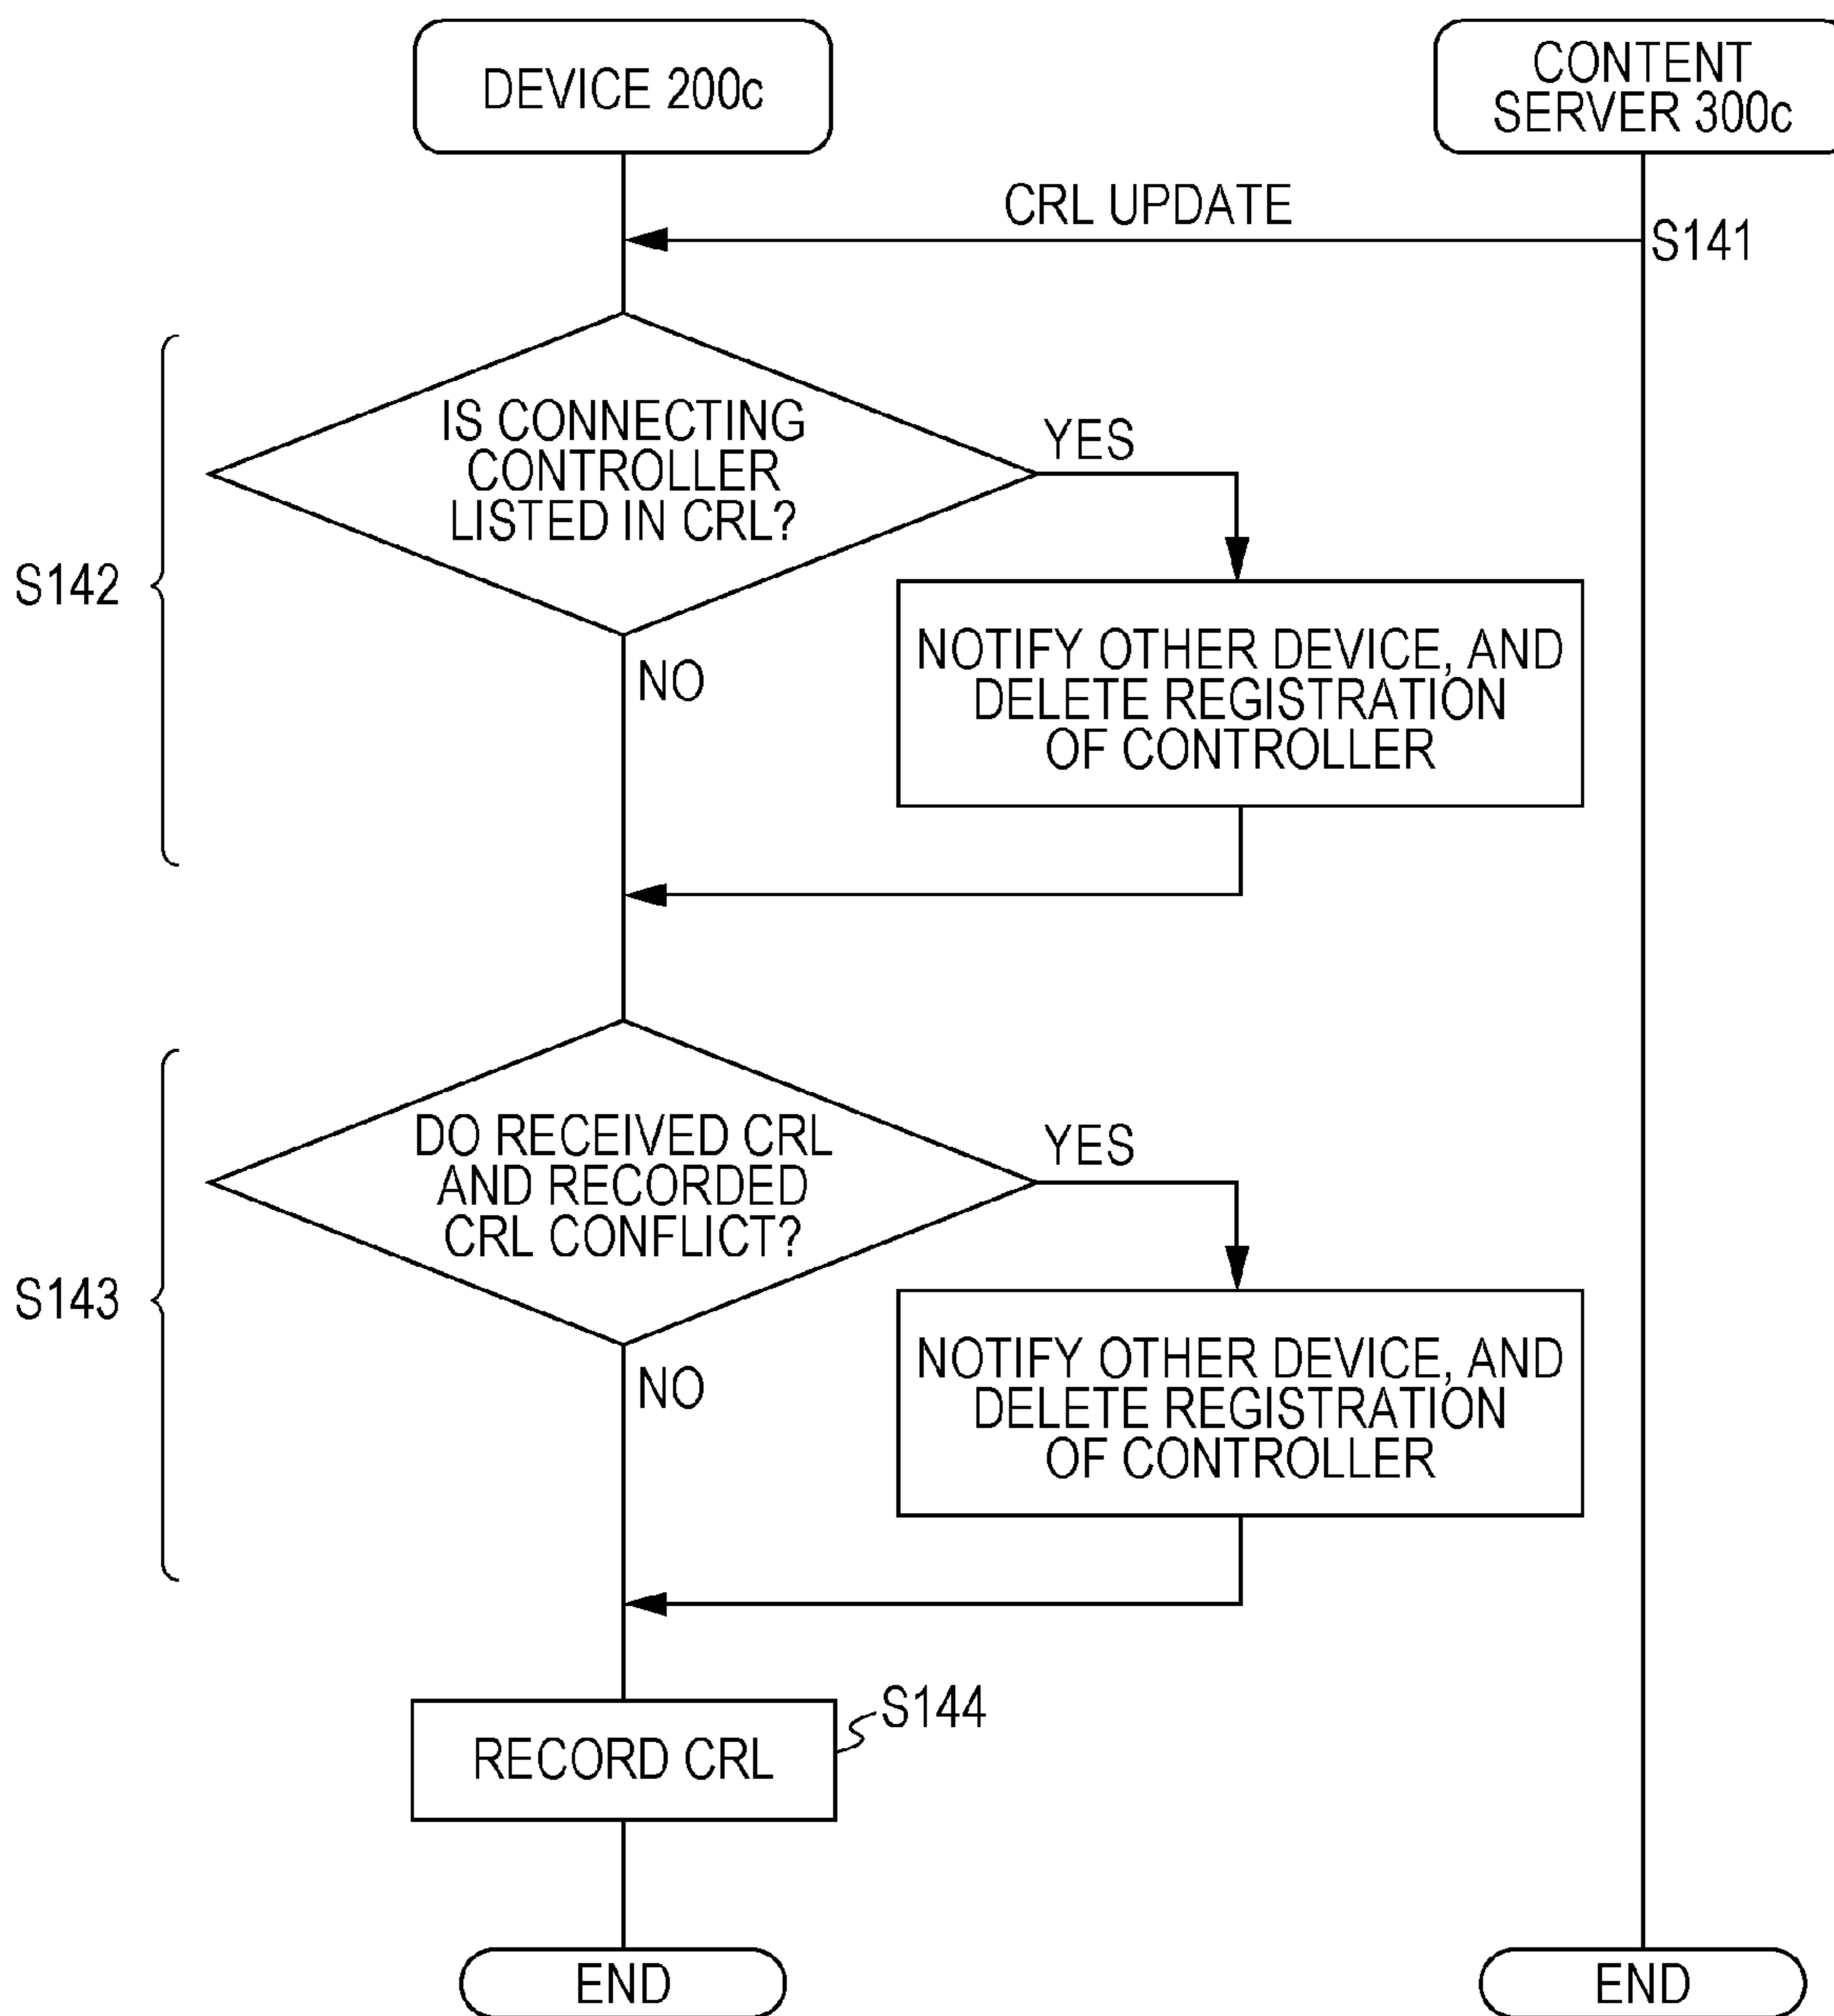 DEVICE 200c
CONTENT
SERVER 300c
CRL UPDATE
S141
IS CONNECTING
CONTROLLER
LISTED IN CRL?
YES
S142
NOTIFY OTHER DEVICE, AND
DELETE REGISTRATION
OF CONTROLLER
NO
DO RECEIVED CRL
AND RECORDED
CRL CONFLICT?
YES
S143
NOTIFY OTHER DEVICE, AND
DELETE REGISTRATION
OF CONTROLLER
NO
S144
RECORD CRL
END
END